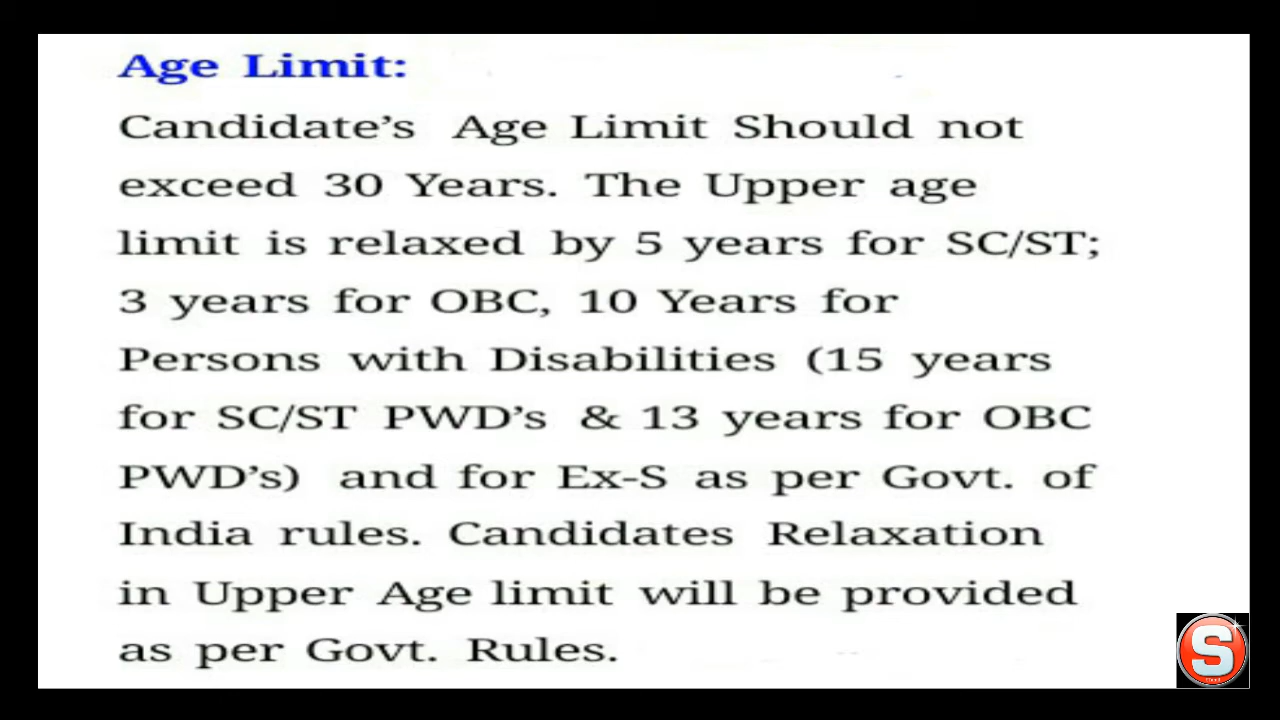 Age Limit:
Candidate's Age Limit Should not
exceed 30 Years. The Upper age
limit is relaxed by 5 years for SC/ST;
3 years for OBC, 10 Years for
Persons with Disabilities (15 years
for SC/ST PWD's & 13 years for OBC
PWD's) and for Ex-S as per Govt. of
India rules. Candidates Relaxation
in Upper Age limit will be provided
as per Govt. Rules.
S